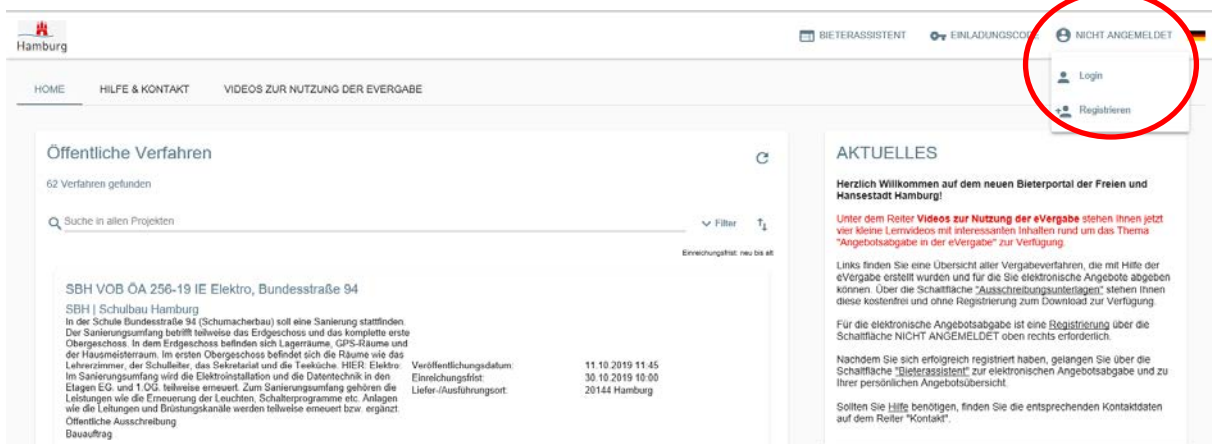 Hamburg
BIETERASSISTENT
EINLADUNGSCODE
NICHT ANGEMELDET
Login
Registrieren
HOME
HILFE & KONTAKT
VIDEOS ZUR NUTZUNG DER EVERGABE
Öffentliche Verfahren
62 Verfahren gefunden
Suche in allen Projekten
Filter
Einreichungsfrist: neu bis alt
SBH VOB ÖA 256-19 IE Elektro, Bundesstraße 94
SBH | Schulbau Hamburg
In der Schule Bundesstraße 94 (Schumacherbau) soll eine Sanierung stattfinden.
Der Sanierungsumfang betrifft teilweise das Erdgeschoss und das komplette erste
Obergeschoss. In dem Erdgeschoss befinden sich Lagerräume, GPS-Räume und
der Hausmeisterraum. Im ersten Obergeschoss befindet sich die Räume wie das
Lehrerzimmer, der Schulleiter, das Sekretariat und die Teeküche. HIER: Elektro:
Im Sanierungsumfang wird die Elektroinstallation und die Datentechnik in den
Etagen EG. und 1.OG. teilweise erneuert. Zum Sanierungsumfang gehören die
Leistungen wie die Erneuerung der Leuchten, Schalterprogramme etc. Anlagen
wie die Leitungen und Brüstungskanäle werden teilweise erneuert bzw. ergänzt.
Öffentliche Ausschreibung
Bauauftrag
Veröffentlichungsdatum: 11.10.2019 11:45
Einreichungsfrist: 30.10.2019 10:00
Liefer-/Ausführungsort: 20144 Hamburg
AKTUELLES
Herzlich Willkommen auf dem neuen Bieterportal der Freien und
Hansestadt Hamburg!
Unter dem Reiter Videos zur Nutzung der eVergabe stehen Ihnen jetzt
vier kleine Lernvideos mit interessanten Inhalten rund um das Thema
"Angebotsabgabe in der eVergabe" zur Verfügung.
Links finden Sie eine Übersicht aller Vergabeverfahren, die mit Hilfe der
eVergabe erstellt wurden und für die Sie elektronische Angebote abgeben
können. Über die Schaltfläche "Ausschreibungsunterlagen" stehen Ihnen
diese kostenfrei und ohne Registrierung zum Download zur Verfügung.
Für die elektronische Angebotsabgabe ist eine Registrierung über die
Schaltfläche NICHT ANGEMELDET oben rechts erforderlich.
Nachdem Sie sich erfolgreich registriert haben, gelangen Sie über die
Schaltfläche "Bieterassistent" zur elektronischen Angebotsabgabe und zu
Ihrer persönlichen Angebotsübersicht.
Sollten Sie Hilfe benötigen, finden Sie die entsprechenden Kontaktdaten
auf dem Reiter "Kontakt".